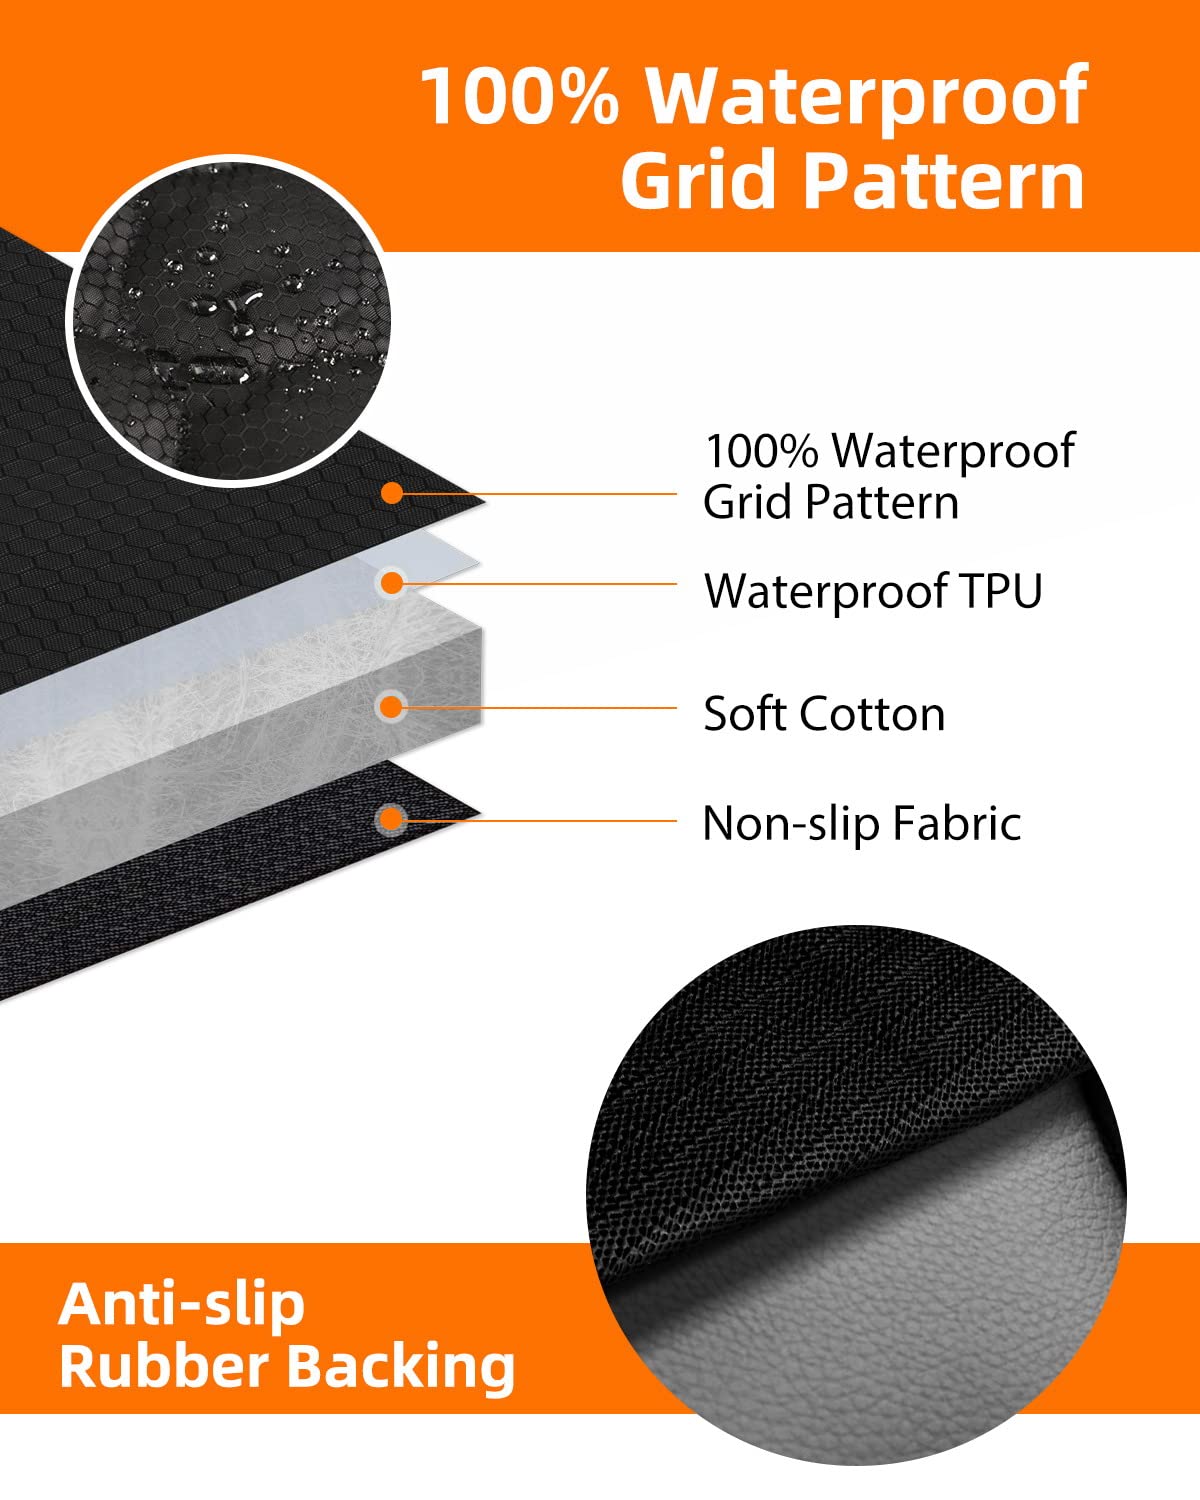 100% Waterproof
Grid Pattern
100% Waterproof
Grid Pattern
Waterproof TPU
Soft Cotton
Non-slip Fabric
Anti-slip
Rubber Backing